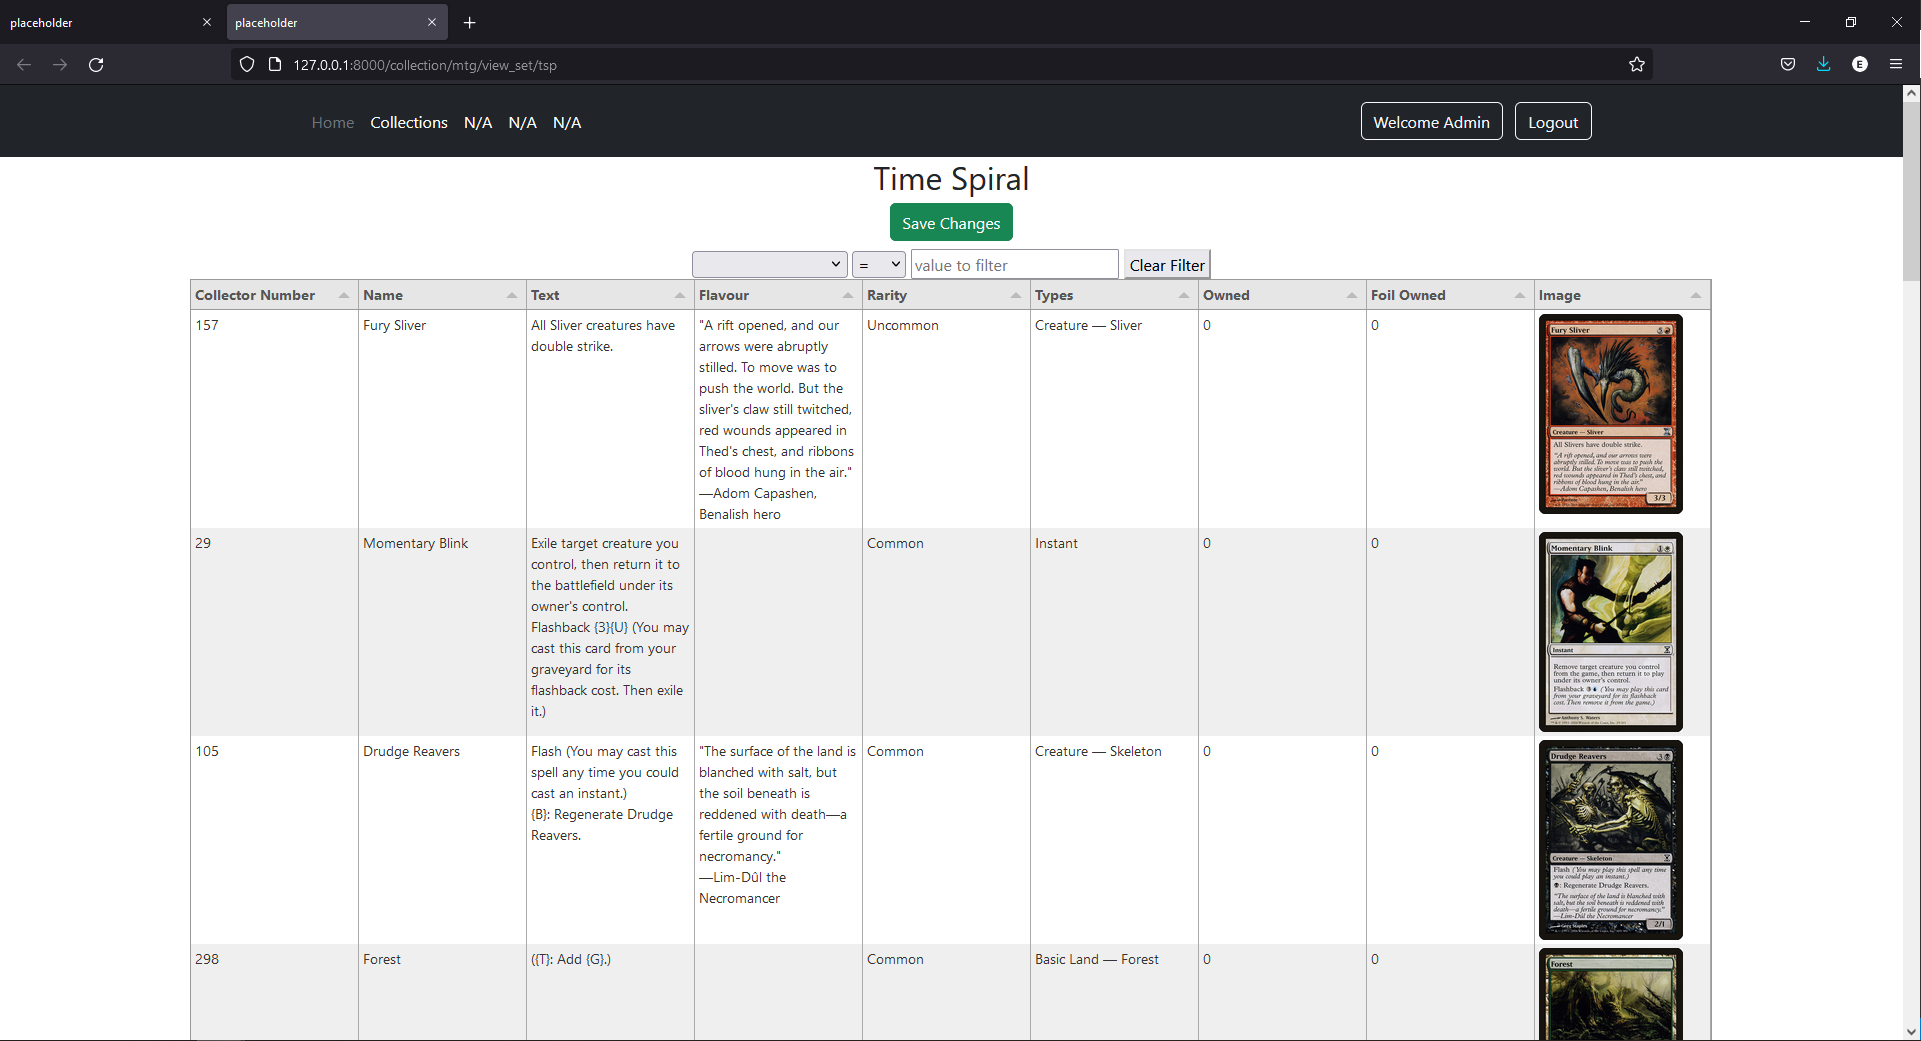 placeholder
placeholder
127.0.0.1:8000/collection/mtg/view_set/tsp
E
Home Collections N/A N/A N/A
Welcome Admin Logout
Time Spiral
Save Changes
= value to filter Clear Filter
Collector Number Name Text Flavour Rarity Types Owned Foil Owned Image
157
Fury Sliver
All Sliver creatures have
double strike.
"A rift opened, and our
arrows were abruptly
stilled. To move was to
push the world. But the
sliver's claw still twitched,
red wounds appeared in
Thed's chest, and ribbons
of blood hung in the air."
—Adom Capashen,
Benalish hero
Uncommon
Creature — Sliver
0
0
Fury Sliver
Creature — Sliver
All Slivers have double strike.
"A rift opened, and our arrows were
abruptly stilled. To move was to push the
world. But the sliver's claw still twitched,
red wounds appeared in Thed's chest, and
ribbons of blood hung in the air."
—Adom Capashen, Benalish hero
3/3
29
Momentary Blink
Exile target creature you
control, then return it to
the battlefield under its
owner's control.
Flashback {3}{U} (You may
cast this card from your
graveyard for its
flashback cost. Then exile
it.)
Common
Instant
0
0
Momentary Blink
Instant
Remove target creature you control
from the game, then return it to play
under its owner's control.
Flashback (You may play this card
from your graveyard for its flashback
cost. Then remove it from the game.)
Anthony S. Waters
105
Drudge Reavers
Flash (You may cast this
spell any time you could
cast an instant.)
{B}: Regenerate Drudge
Reavers.
"The surface of the land is
blanched with salt, but
the soil beneath is
reddened with death—a
fertile ground for
necromancy."
—Lim-Dûl the
Necromancer
Common
Creature — Skeleton
0
0
Drudge Reavers
Creature — Skeleton
Flash (You may play this spell any time
you could play an instant.)
: Regenerate Drudge Reavers.
"The surface of the land is blanched with
salt, but the soil beneath is reddened with
death—a fertile ground for necromancy."
—Lim-Dûl the Necromancer
Greg Staples
2/1
298
Forest
({T}: Add {G}.)
Common
Basic Land — Forest
0
0
Forest